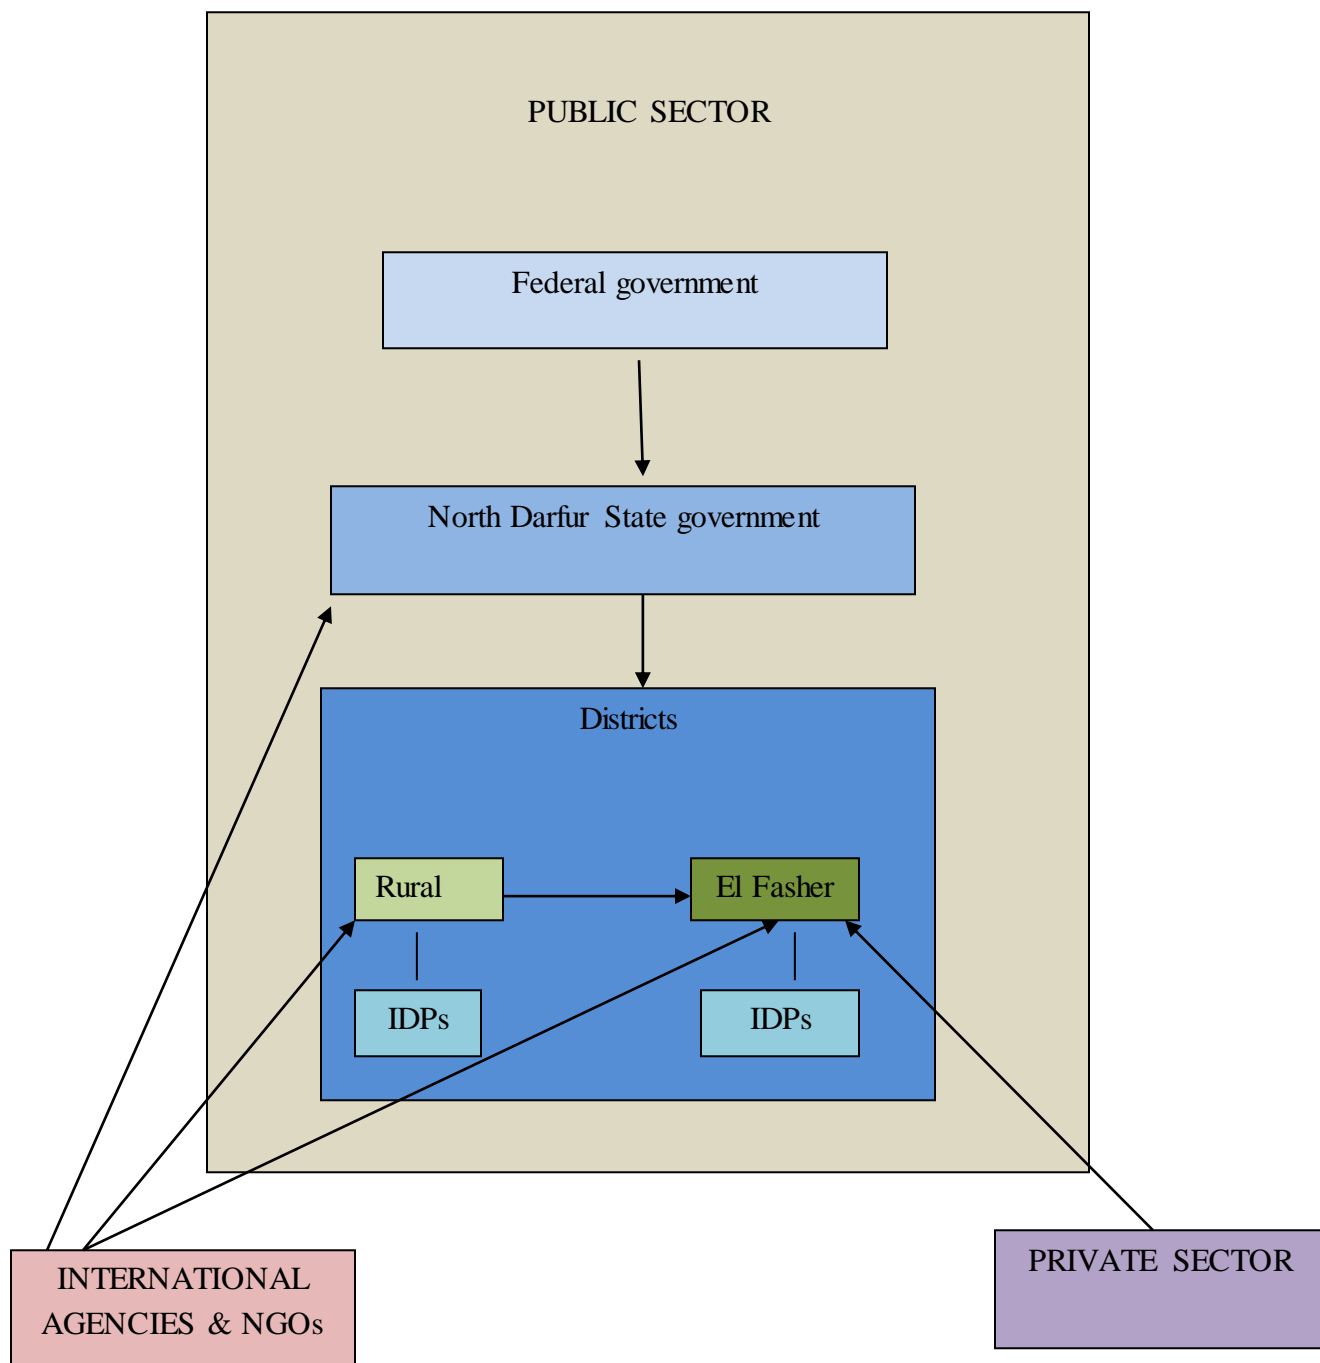 PUBLIC SECTOR
Federal government
North Darfur State government
Districts
Rural
El Fasher
IDPs
IDPs
INTERNATIONAL
AGENCIES & NGOs
PRIVATE SECTOR